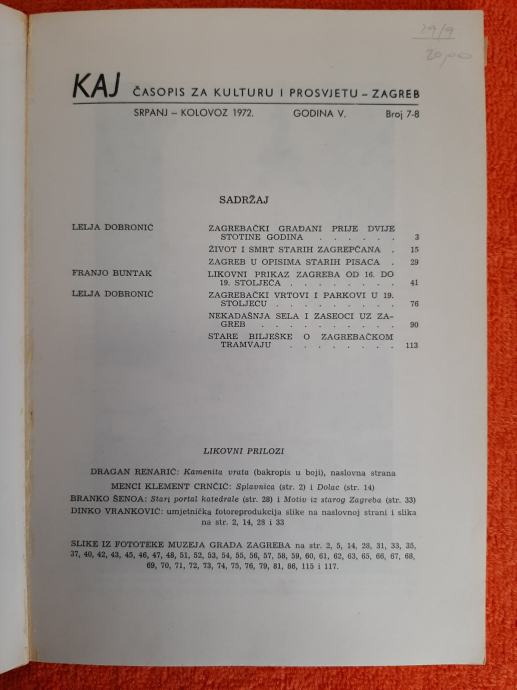 29/9
20,00
KAJ ČASOPIS ZA KULTURU I PROSVJETU – ZAGREB
SRPANJ – KOLOVOZ 1972. GODINA V. Broj 7-8
SADRŽAJ
LELJA DOBRONIĆ ZAGREBAČKI GRAĐANI PRIJE DVIJE
STOTINE GODINA . . . . . . 3
ŽIVOT I SMRT STARIH ZAGREPČANA . 15
ZAGREB U OPISIMA STARIH PISACA . 29
FRANJO BUNTAK LIKOVNI PRIKAZ ZAGREBA OD 16. DO
19. STOLJEĆA . . . . . . . 41
LELJA DOBRONIĆ ZAGREBAČKI VRTOVI I PARKOVI U 19.
STOLJEĆU . . . . . . . . 76
NEKADAŠNJA SELA I ZASEOCI UZ ZA-
GREB . . . . . . . . . 90
STARE BILJEŠKE O ZAGREBAČKOM
TRAMVAJU . . . . . . . . 113
LIKOVNI PRILOZI
DRAGAN RENARIĆ: Kamenita vrata (bakropis u boji), naslovna strana
MENCI KLEMENT CRNČIĆ: Splavnica (str. 2) i Dolac (str. 14)
BRANKO ŠENOA: Stari portal katedrale (str. 28) i Motiv iz starog Zagreba (str. 33)
DINKO VRANKOVIĆ: umjetnička fotoreprodukcija slike na naslovnoj strani i slika
na str. 2, 14, 28 i 33
SLIKE IZ FOTOTEKE MUZEJA GRADA ZAGREBA na str. 2, 5, 14, 28, 31, 33, 35,
37, 40, 42, 43, 45, 46, 47, 48, 51, 52, 53, 54, 55, 56, 57, 58, 59, 60, 61, 62, 63, 65, 66, 67, 68,
69, 70, 71, 72, 73, 74, 75, 76, 79, 81, 86, 115 i 117.